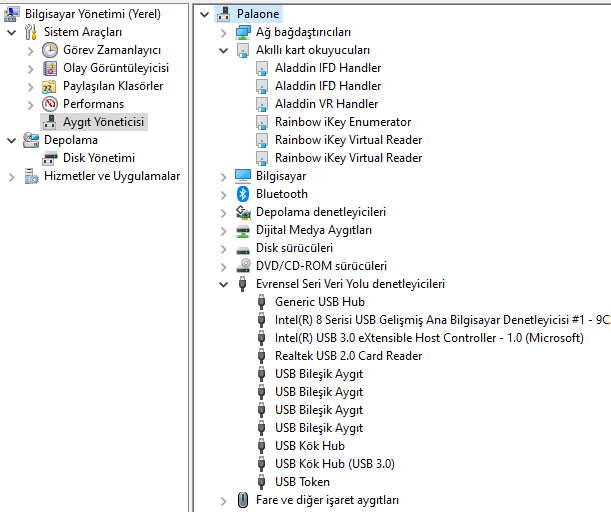 Bilgisayar Yönetimi (Yerel)
Sistem Araçları
Görev Zamanlayıcı
Olay Görüntüleyicisi
Paylaşılan Klasörler
Performans
Aygıt Yöneticisi
Depolama
Disk Yönetimi
Hizmetler ve Uygulamalar
Palaone
Ağ bağdaştırıcıları
Akıllı kart okuyucuları
Aladdin IFD Handler
Aladdin IFD Handler
Aladdin VR Handler
Rainbow iKey Enumerator
Rainbow iKey Virtual Reader
Rainbow iKey Virtual Reader
Bilgisayar
Bluetooth
Depolama denetleyicileri
Dijital Medya Aygıtları
Disk sürücüleri
DVD/CD-ROM sürücüleri
Evrensel Seri Veri Yolu denetleyicileri
Generic USB Hub
Intel(R) 8 Serisi USB Gelişmiş Ana Bilgisayar Denetleyicisi #1 - 9C
Intel(R) USB 3.0 eXtensible Host Controller - 1.0 (Microsoft)
Realtek USB 2.0 Card Reader
USB Bileşik Aygıt
USB Bileşik Aygıt
USB Bileşik Aygıt
USB Bileşik Aygıt
USB Kök Hub
USB Kök Hub (USB 3.0)
USB Token
Fare ve diğer işaret aygıtları